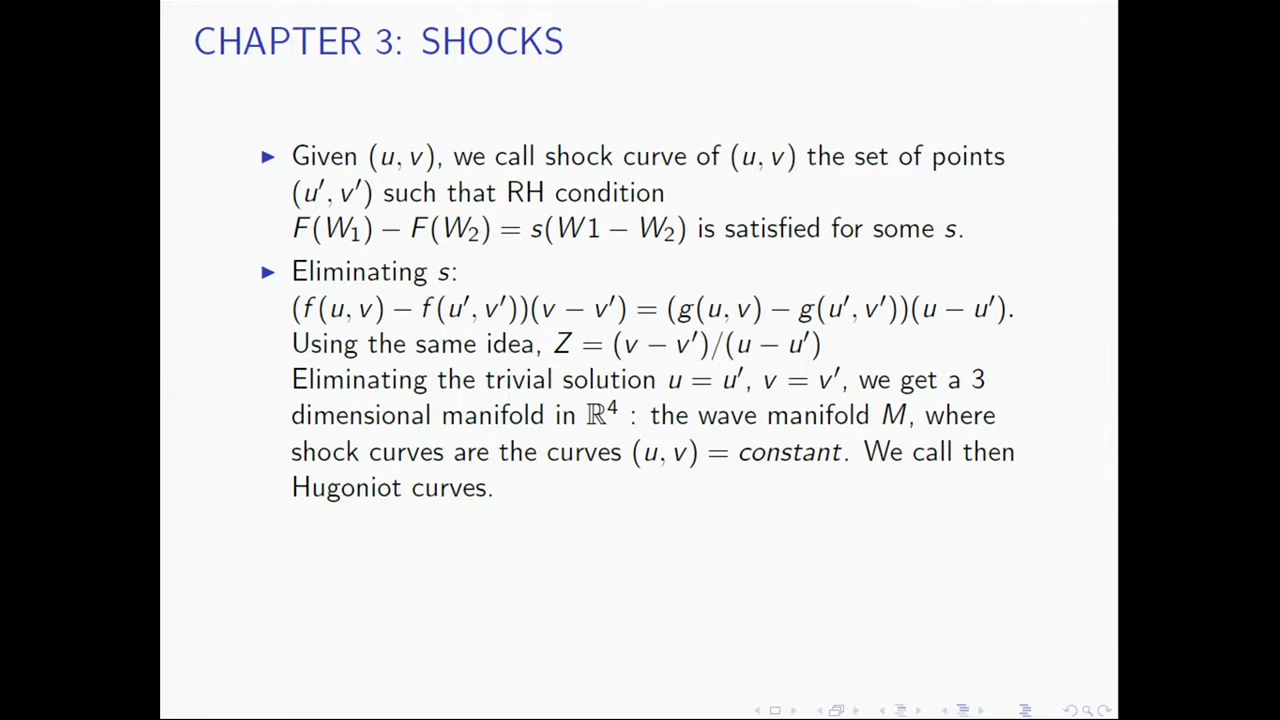 CHAPTER 3: SHOCKS
Given (u, v), we call shock curve of (u, v) the set of points
(u′, v′) such that RH condition
F(W₁) − F(W₂) = s(W1 − W₂) is satisfied for some s.
Eliminating s:
(f(u, v) − f(u′, v′))(v − v′) = (g(u, v) − g(u′, v′))(u − u′).
Using the same idea, Z = (v − v′)/(u − u′)
Eliminating the trivial solution u = u′, v = v′, we get a 3
dimensional manifold in ℝ⁴ : the wave manifold M, where
shock curves are the curves (u, v) = constant. We call then
Hugoniot curves.